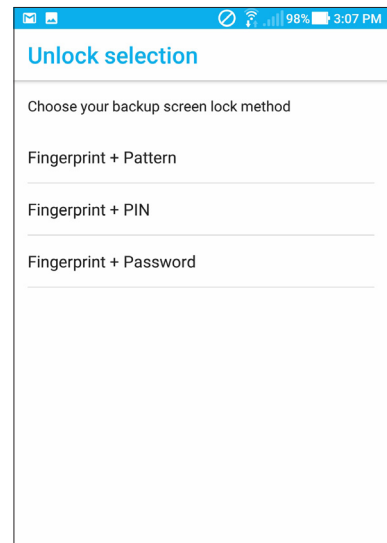 98% 3:07 PM
Unlock selection
Choose your backup screen lock method
Fingerprint + Pattern
Fingerprint + PIN
Fingerprint + Password